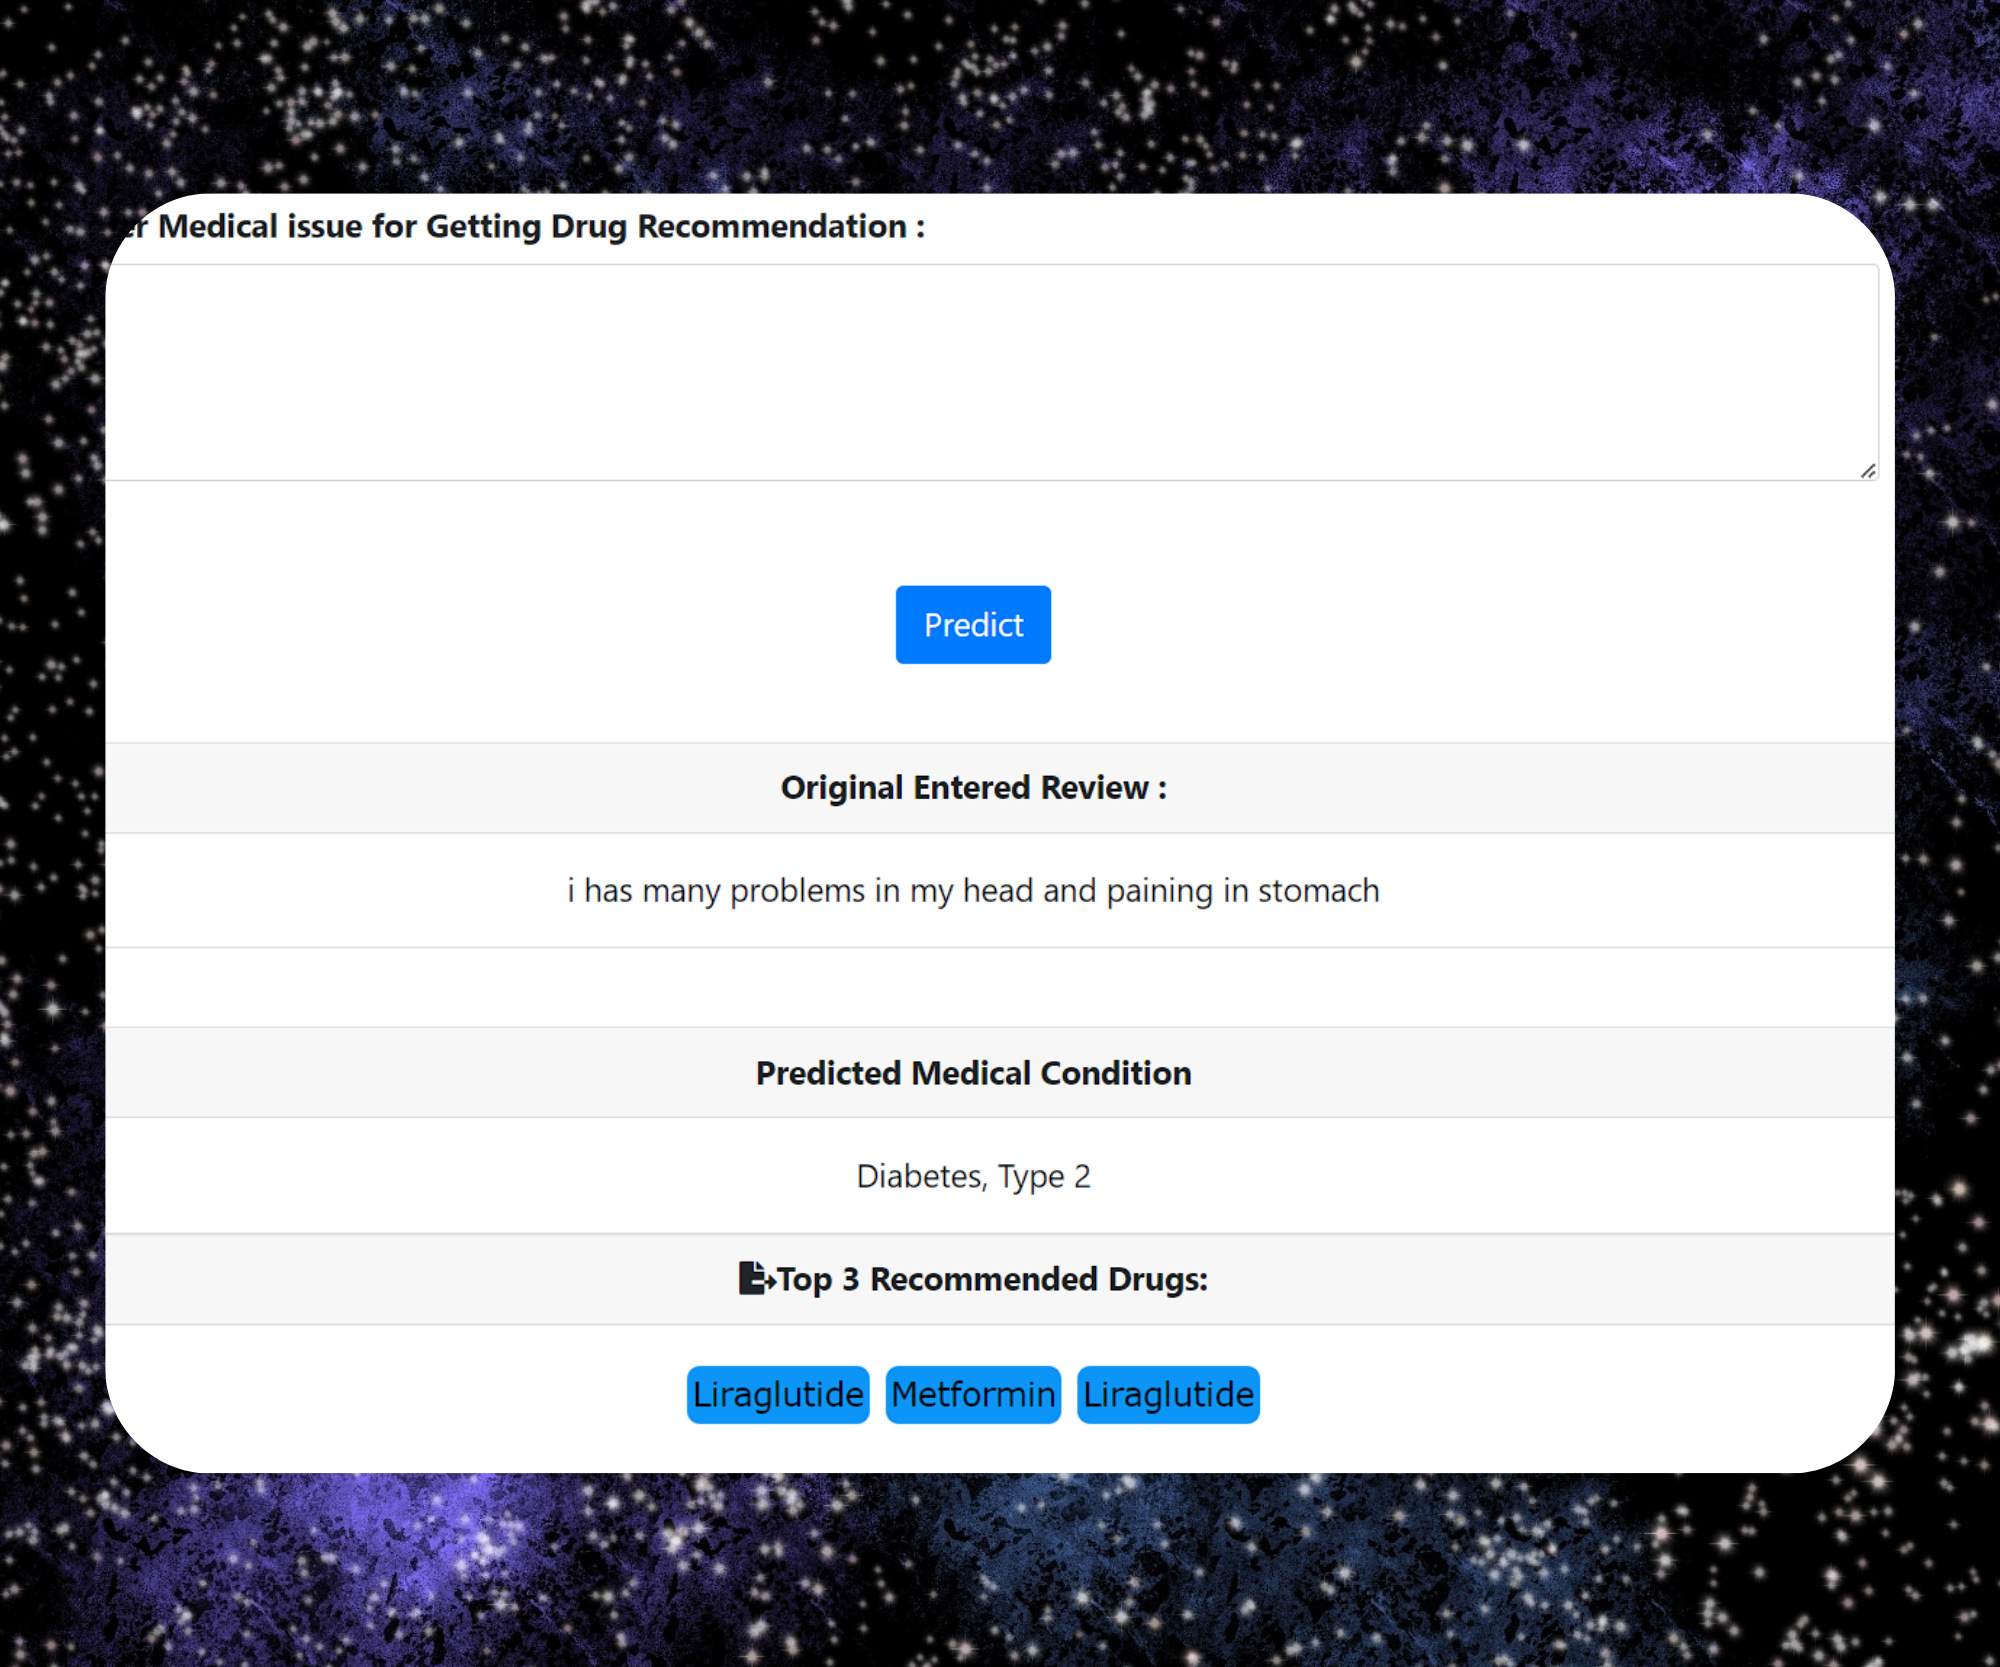 er Medical issue for Getting Drug Recommendation :
Predict
Original Entered Review :
i has many problems in my head and paining in stomach
Predicted Medical Condition
Diabetes, Type 2
Top 3 Recommended Drugs:
Liraglutide Metformin Liraglutide